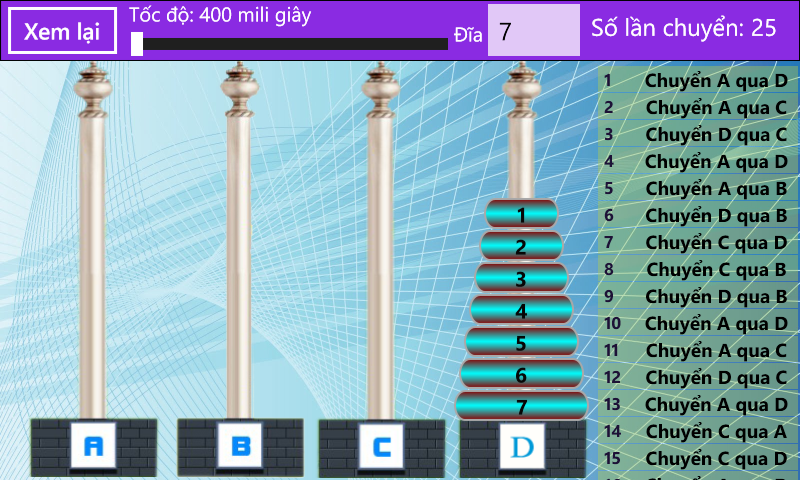 Xem lại
Tốc độ: 400 mili giây
Đĩa
7
Số lần chuyển: 25
1 Chuyển A qua D
2 Chuyển A qua C
3 Chuyển D qua C
4 Chuyển A qua D
5 Chuyển A qua B
6 Chuyển D qua B
7 Chuyển C qua D
8 Chuyển C qua B
9 Chuyển D qua B
10 Chuyển A qua D
11 Chuyển A qua C
12 Chuyển D qua C
13 Chuyển A qua D
14 Chuyển C qua A
15 Chuyển C qua D
1
2
3
4
5
6
7
A
B
C
D